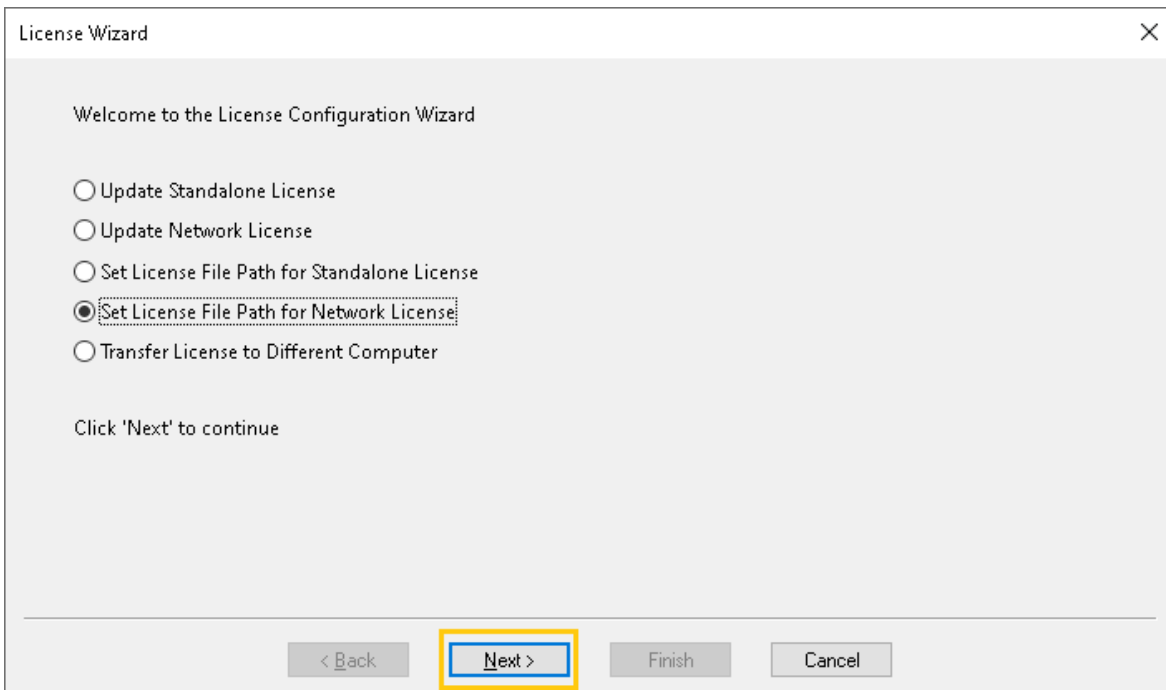 License Wizard
Welcome to the License Configuration Wizard
Update Standalone License
Update Network License
Set License File Path for Standalone License
Set License File Path for Network License
Transfer License to Different Computer
Click 'Next' to continue
< Back Next > Finish Cancel